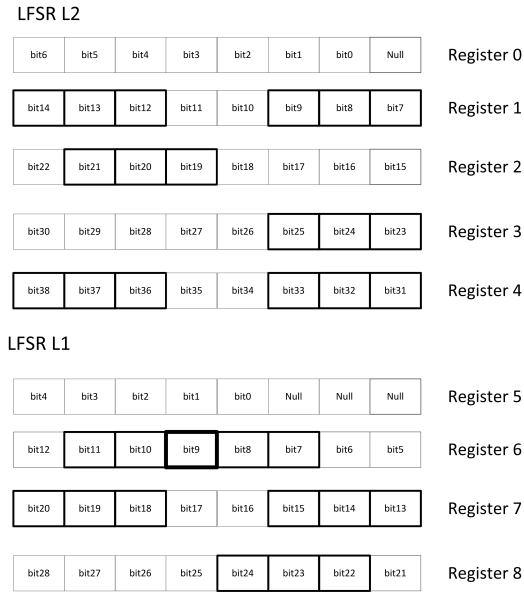 LFSR L2
bit6 bit5 bit4 bit3 bit2 bit1 bit0 Null Register 0
bit14 bit13 bit12 bit11 bit10 bit9 bit8 bit7 Register 1
bit22 bit21 bit20 bit19 bit18 bit17 bit16 bit15 Register 2
bit30 bit29 bit28 bit27 bit26 bit25 bit24 bit23 Register 3
bit38 bit37 bit36 bit35 bit34 bit33 bit32 bit31 Register 4
LFSR L1
bit4 bit3 bit2 bit1 bit0 Null Null Null Register 5
bit12 bit11 bit10 bit9 bit8 bit7 bit6 bit5 Register 6
bit20 bit19 bit18 bit17 bit16 bit15 bit14 bit13 Register 7
bit28 bit27 bit26 bit25 bit24 bit23 bit22 bit21 Register 8